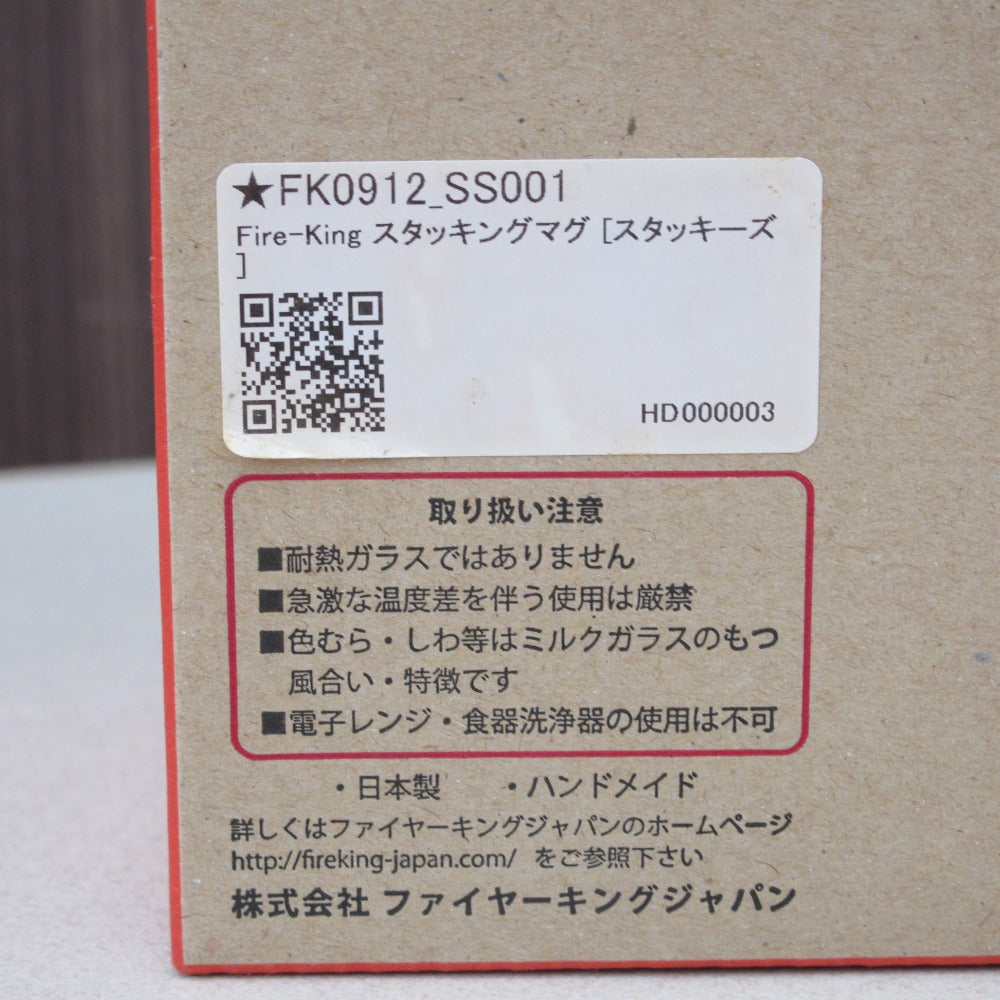 ★FK0912_SS001
Fire-King スタッキングマグ [スタッキーズ
]
HD000003
取り扱い注意
■耐熱ガラスではありません
■急激な温度差を伴う使用は厳禁
■色むら・しわ等はミルクガラスのもつ
風合い・特徴です
■電子レンジ・食器洗浄器の使用は不可
・日本製 ・ハンドメイド
詳しくはファイヤーキングジャパンのホームページ
http://fireking-japan.com/ をご参照下さい
株式会社 ファイヤーキングジャパン